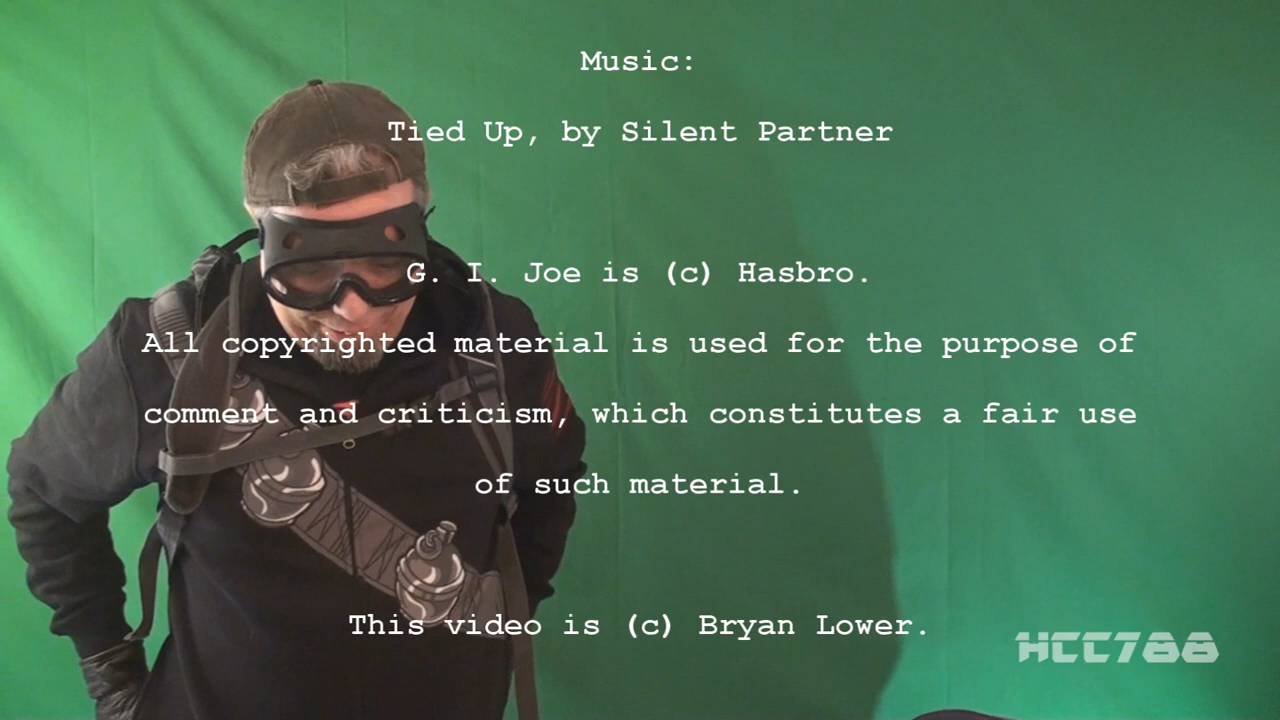 Music:
Tied Up, by Silent Partner
G. I. Joe is (c) Hasbro.
All copyrighted material is used for the purpose of
comment and criticism, which constitutes a fair use
of such material.
This video is (c) Bryan Lower.
HCC788